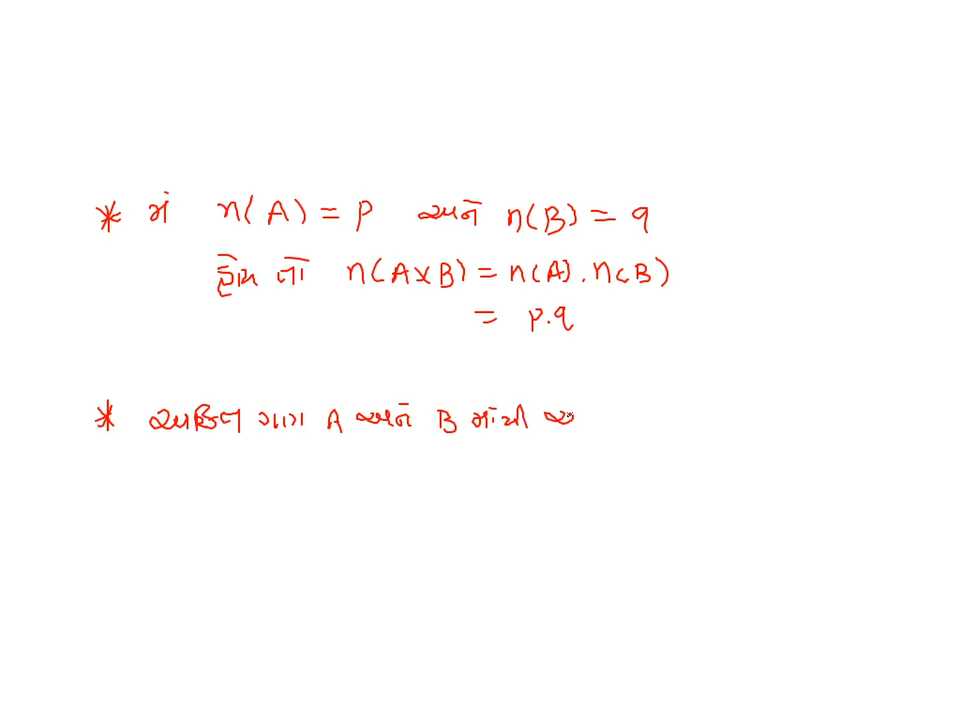 * જો n(A) = p અને n(B) = q
હોય તો n(A×B) = n(A). n(B)
= p.q
* અરિક્ત ગણ A અને B માંથી